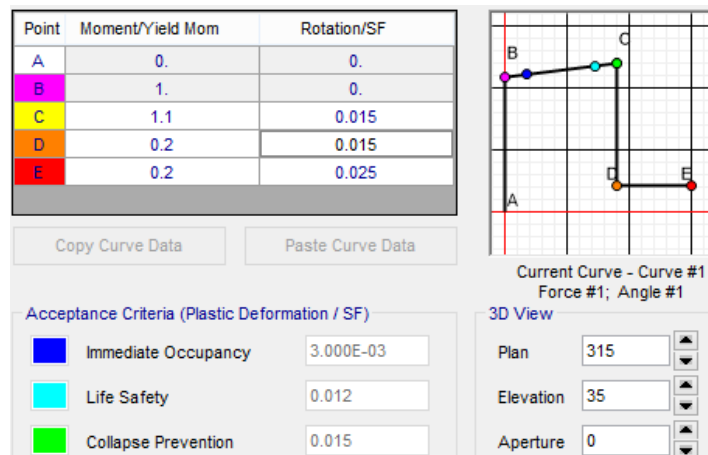 Point Moment/Yield Mom Rotation/SF
A 0. 0.
B 1. 0.
C 1.1 0.015
D 0.2 0.015
E 0.2 0.025
B
C
D
E
A
Copy Curve Data Paste Curve Data
Current Curve - Curve #1
Force #1; Angle #1
Acceptance Criteria (Plastic Deformation / SF)
Immediate Occupancy 3.000E-03
Life Safety 0.012
Collapse Prevention 0.015
3D View
Plan 315
Elevation 35
Aperture 0